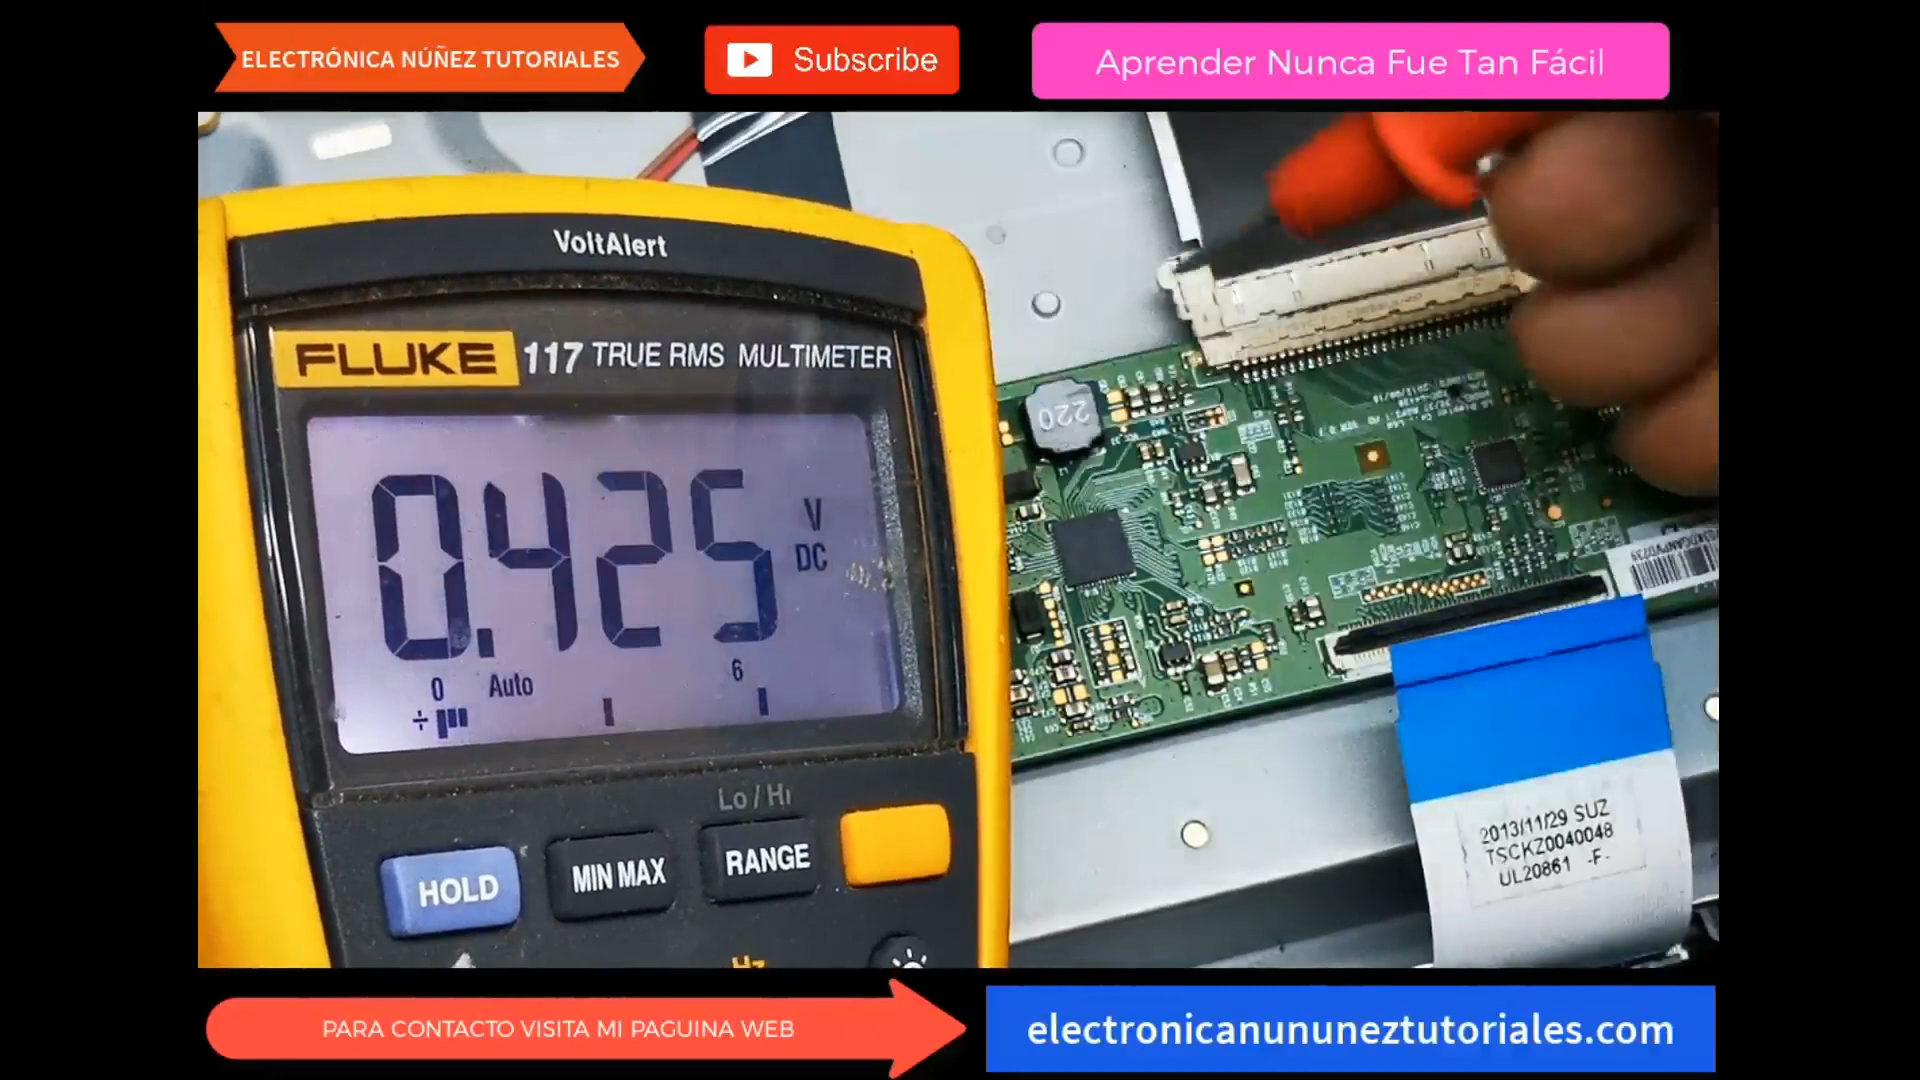 ELECTRÓNICA NÚÑEZ TUTORIALES
Subscribe
Aprender Nunca Fue Tan Fácil
VoltAlert
FLUKE 117 TRUE RMS MULTIMETER
0.425 V DC
0 Auto 6
Lo / Hi
HOLD MIN MAX RANGE
Hz
220
2013/11/29 SUZ
TSCKZ0040048
UL20861 -F-
PARA CONTACTO VISITA MI PAGUINA WEB
electronicanununeztutoriales.com